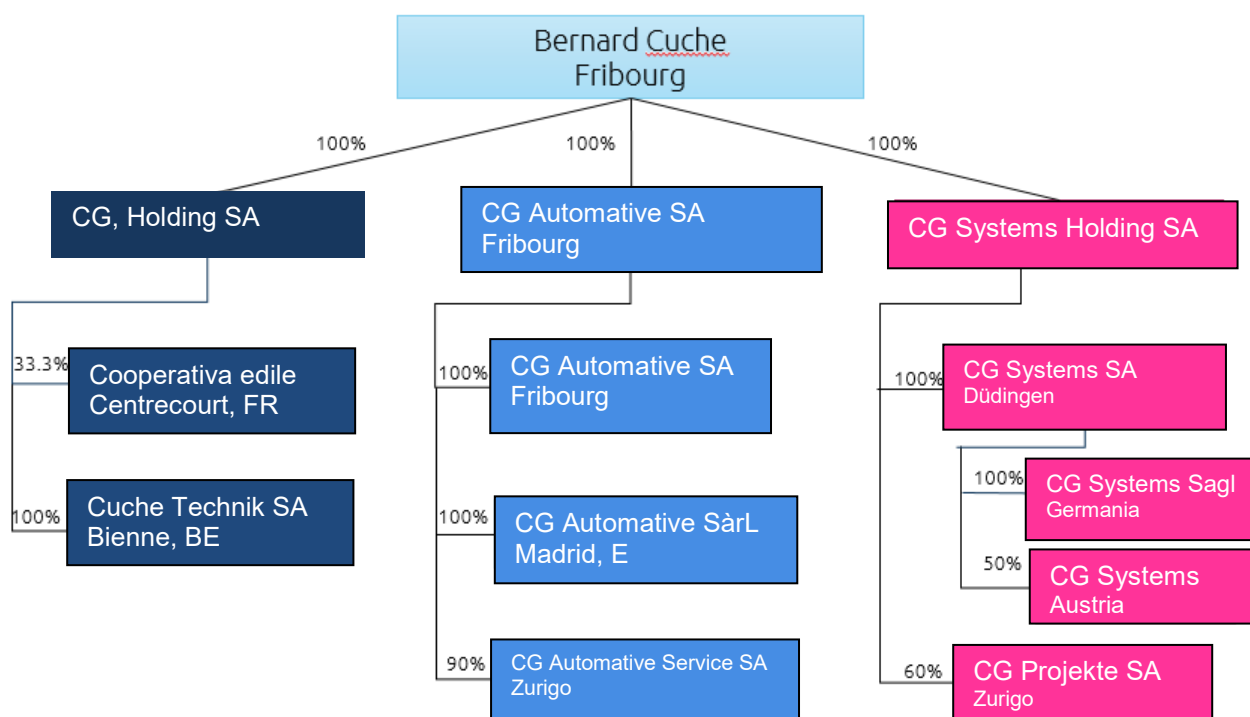 Bernard Cuche
Fribourg
100%
100%
100%
CG, Holding SA
CG Automative SA
Fribourg
CG Systems Holding SA
33.3%
Cooperativa edile
Centrecourt, FR
100%
Cuche Technik SA
Bienne, BE
100%
CG Automative SA
Fribourg
100%
CG Automative SàrL
Madrid, E
90%
CG Automative Service SA
Zurigo
100%
CG Systems SA
Düdingen
100%
CG Systems Sagl
Germania
50%
CG Systems
Austria
60%
CG Projekte SA
Zurigo